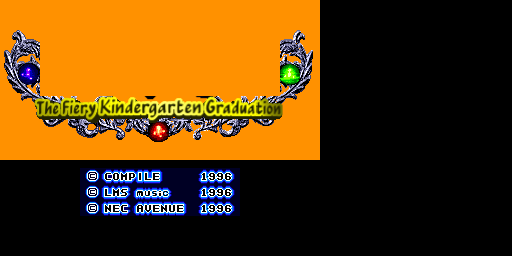 The Fiery Kindergarten Graduation
© COMPILE 1996
© LMS music 1996
© NEC AVENUE 1996